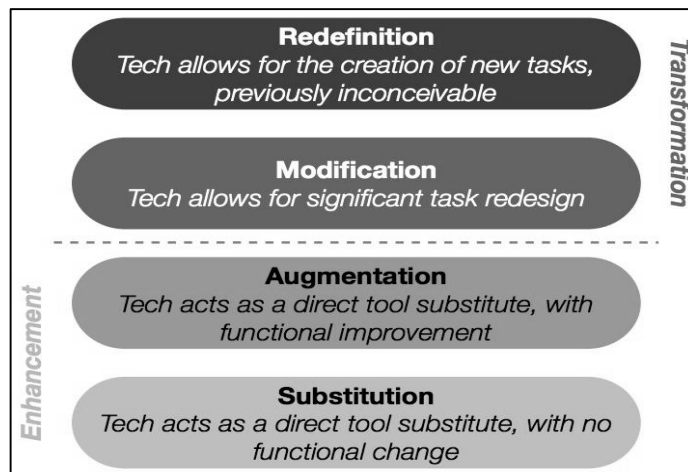 Redefinition
Tech allows for the creation of new tasks,
previously inconceivable
Modification
Tech allows for significant task redesign
Transformation
Augmentation
Tech acts as a direct tool substitute, with
functional improvement
Substitution
Tech acts as a direct tool substitute, with no
functional change
Enhancement